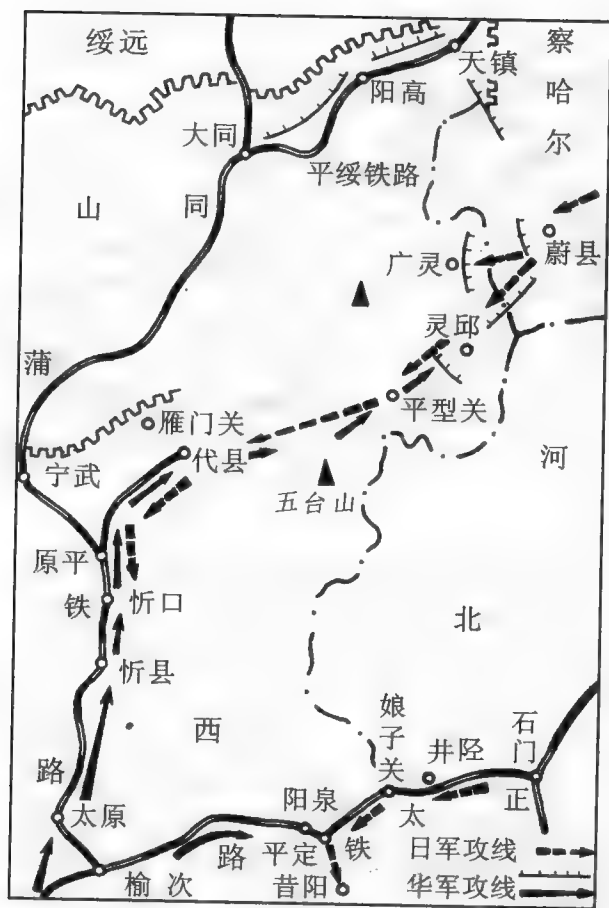 绥远
察哈尔
天镇
阳高
大同
平绥铁路
山西
同蒲铁路
广灵
蔚县
灵邱
平型关
雁门关
代县
宁武
五台山
河北
原平
忻口
忻县
娘子关
井陉
石门
太原
阳泉
正太铁路
平定
榆次
昔阳
日军攻线
华军攻线